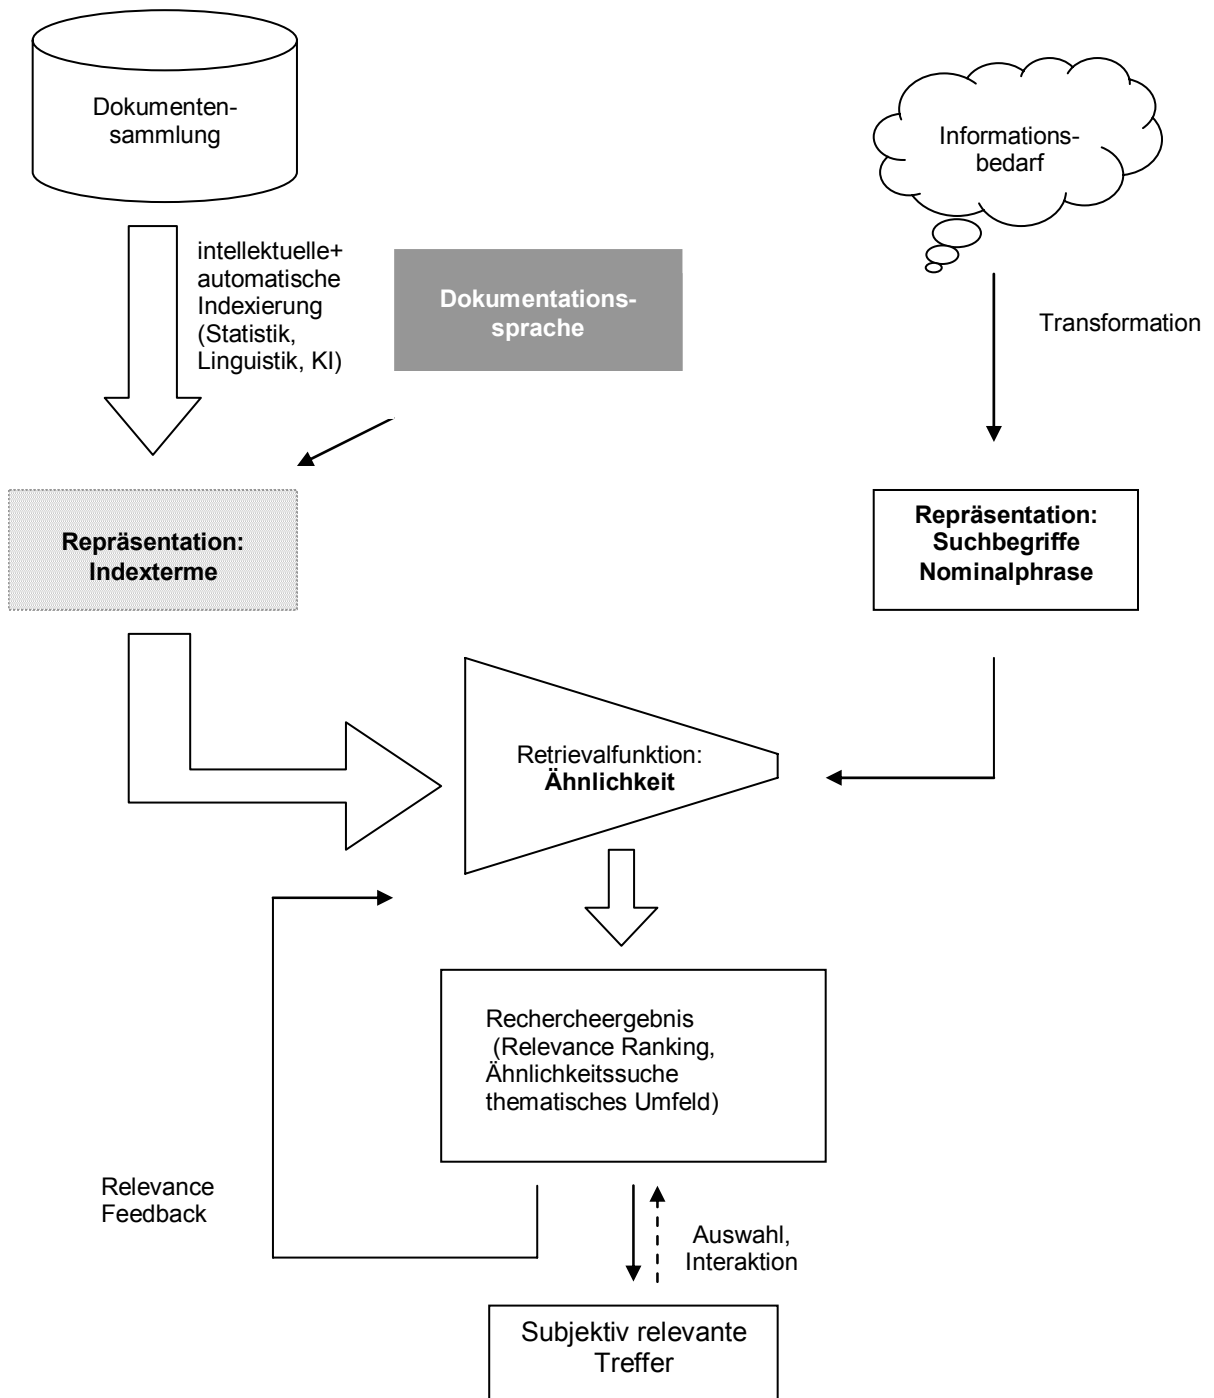 Dokumenten-
sammlung
Informations-
bedarf
intellektuelle+
automatische
Indexierung
(Statistik,
Linguistik, KI)
Dokumentations-
sprache
Transformation
Repräsentation:
Indexterme
Repräsentation:
Suchbegriffe
Nominalphrase
Retrievalfunktion:
Ähnlichkeit
Rechercheergebnis
(Relevance Ranking,
Ähnlichkeitssuche
thematisches Umfeld)
Relevance
Feedback
Auswahl,
Interaktion
Subjektiv relevante
Treffer